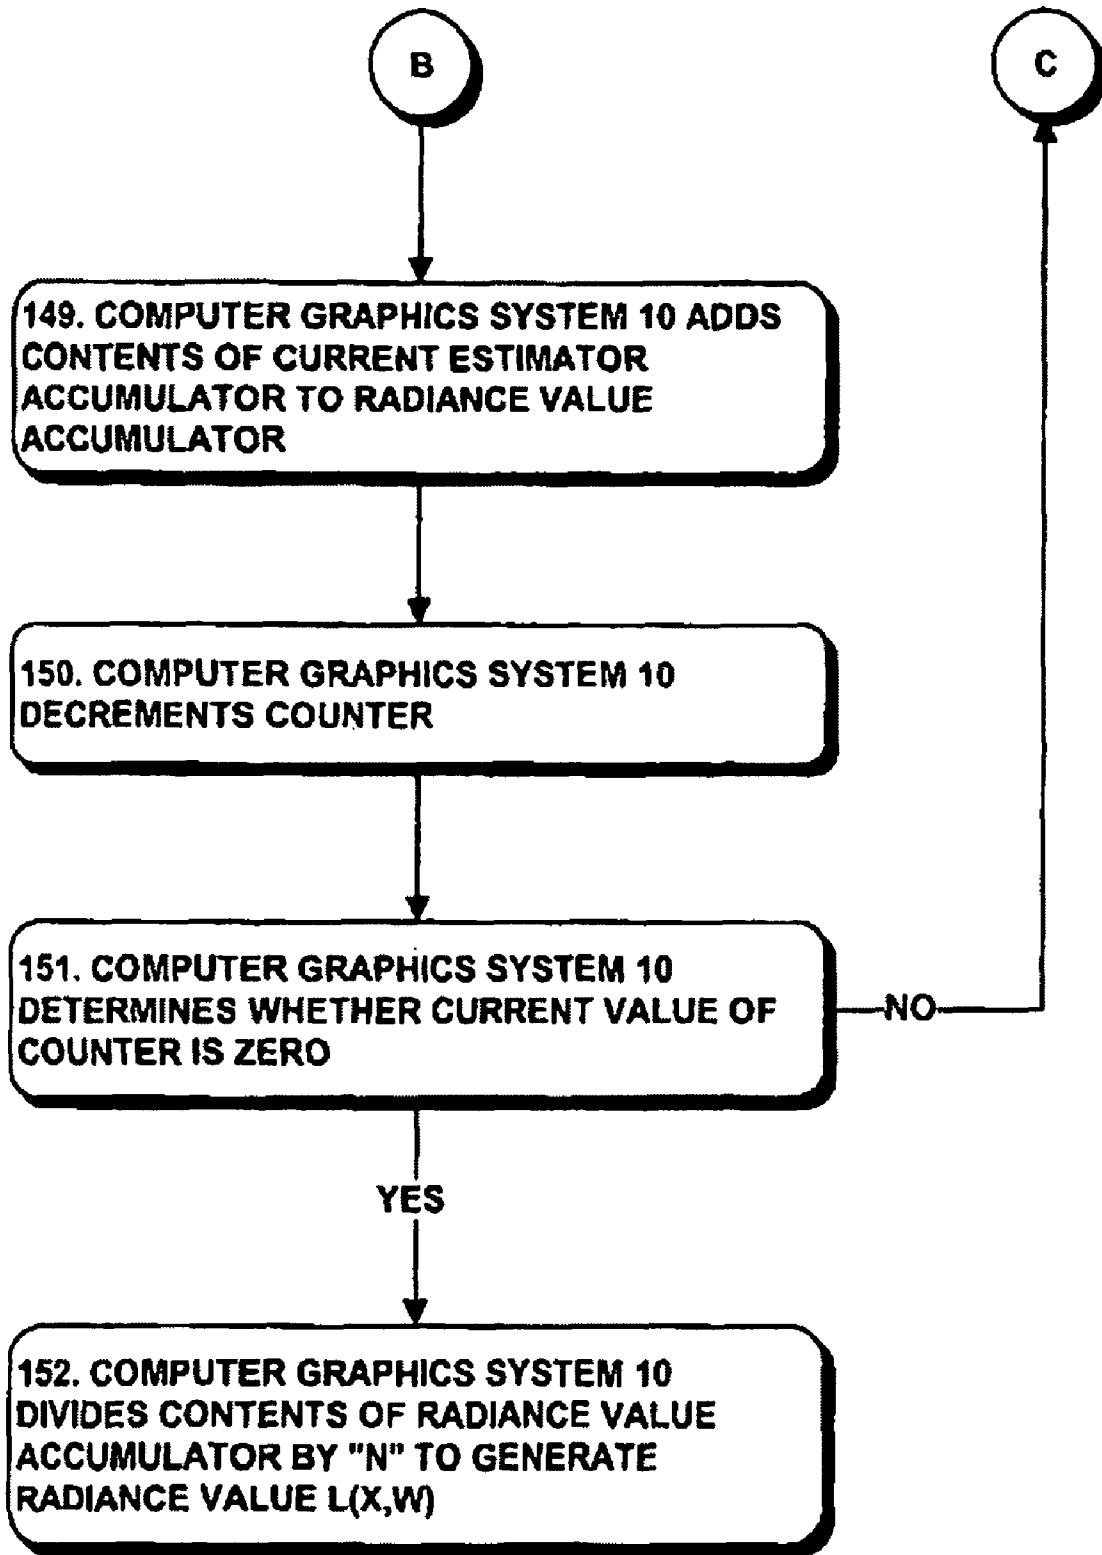 B
C
149. COMPUTER GRAPHICS SYSTEM 10 ADDS
CONTENTS OF CURRENT ESTIMATOR
ACCUMULATOR TO RADIANCE VALUE
ACCUMULATOR
150. COMPUTER GRAPHICS SYSTEM 10
DECREMENTS COUNTER
151. COMPUTER GRAPHICS SYSTEM 10
DETERMINES WHETHER CURRENT VALUE OF
COUNTER IS ZERO
NO
YES
152. COMPUTER GRAPHICS SYSTEM 10
DIVIDES CONTENTS OF RADIANCE VALUE
ACCUMULATOR BY "N" TO GENERATE
RADIANCE VALUE L(X,W)